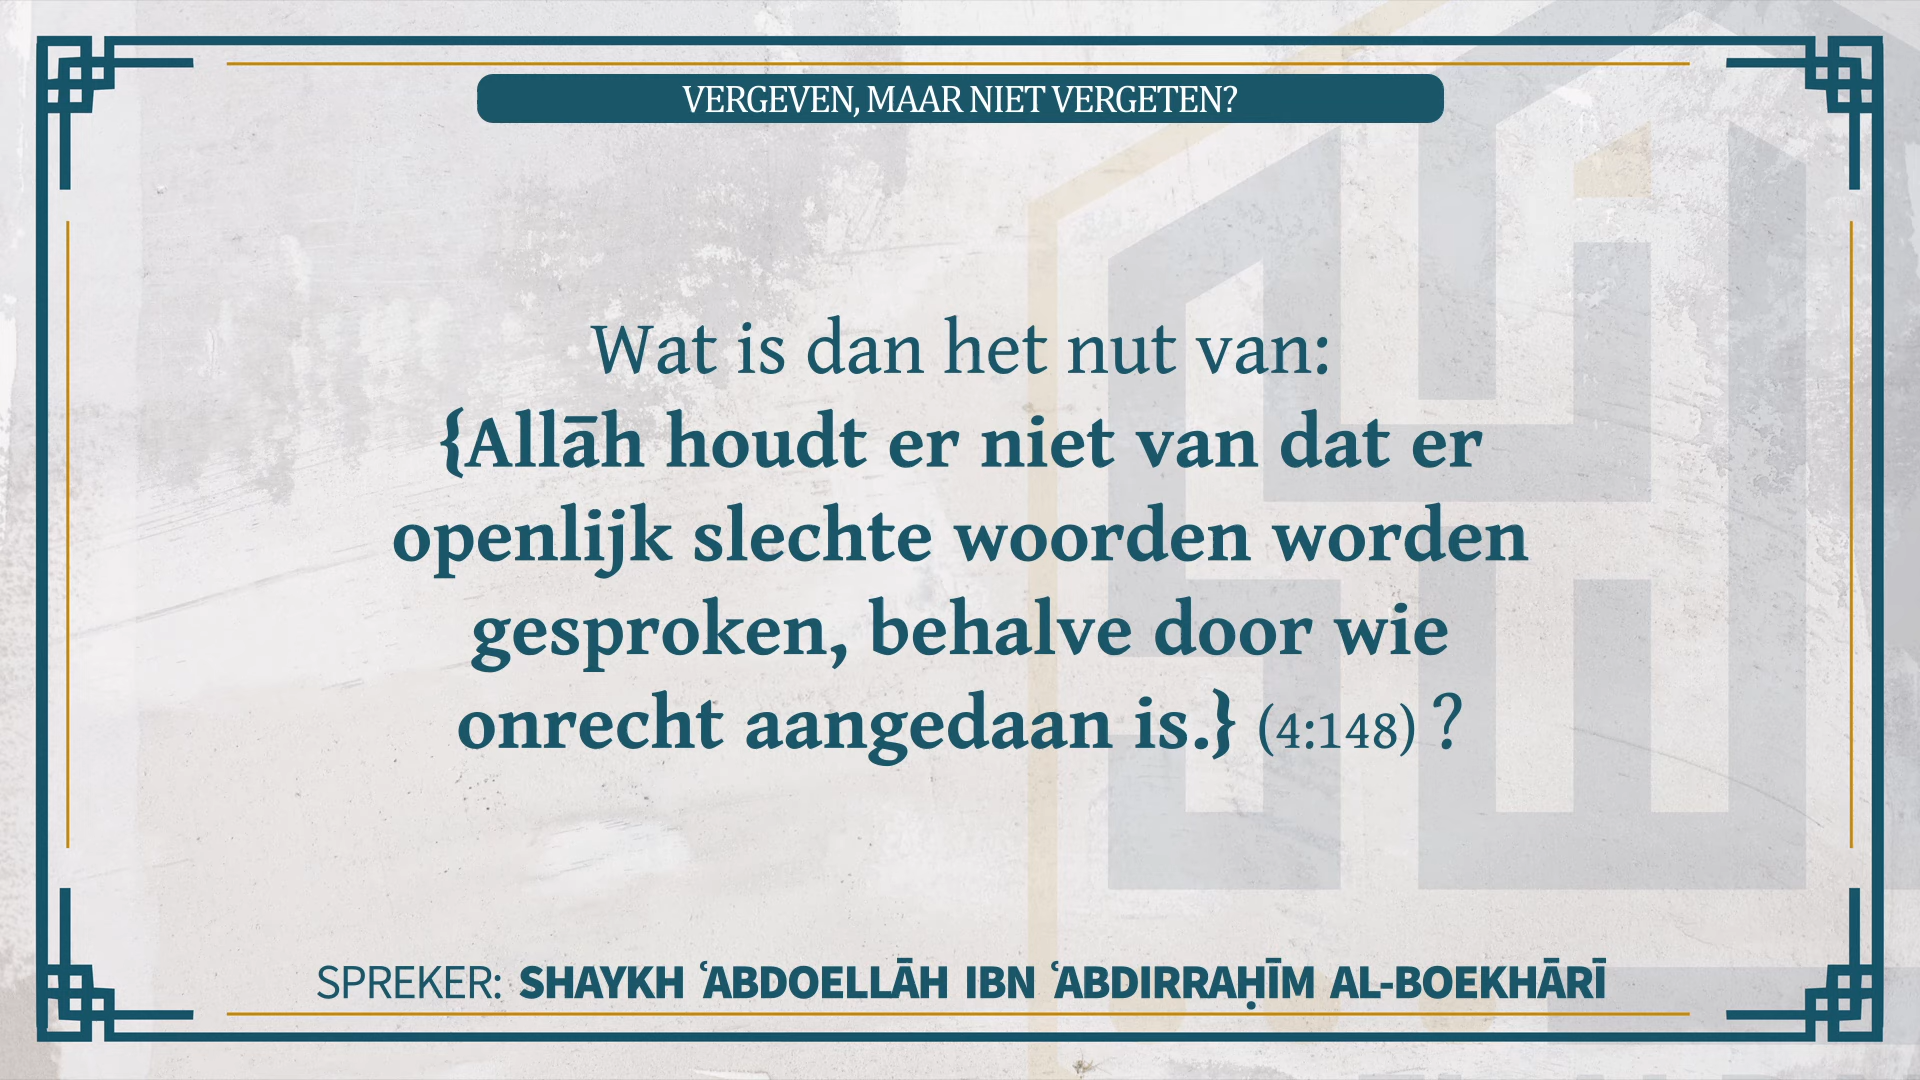 VERGEVEN, MAAR NIET VERGETEN?
Wat is dan het nut van:
{Allāh houdt er niet van dat er
openlijk slechte woorden worden
gesproken, behalve door wie
onrecht aangedaan is.} (4:148) ?
SPREKER: SHAYKH ʿABDOELLĀH IBN ʿABDIRRAḤĪM AL-BOEKHĀRĪ